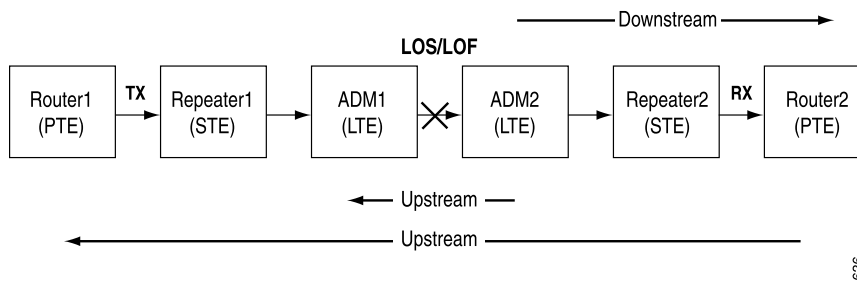 Downstream
LOS/LOF
Router1
(PTE)
TX
Repeater1
(STE)
ADM1
(LTE)
ADM2
(LTE)
Repeater2
(STE)
RX
Router2
(PTE)
Upstream
Upstream